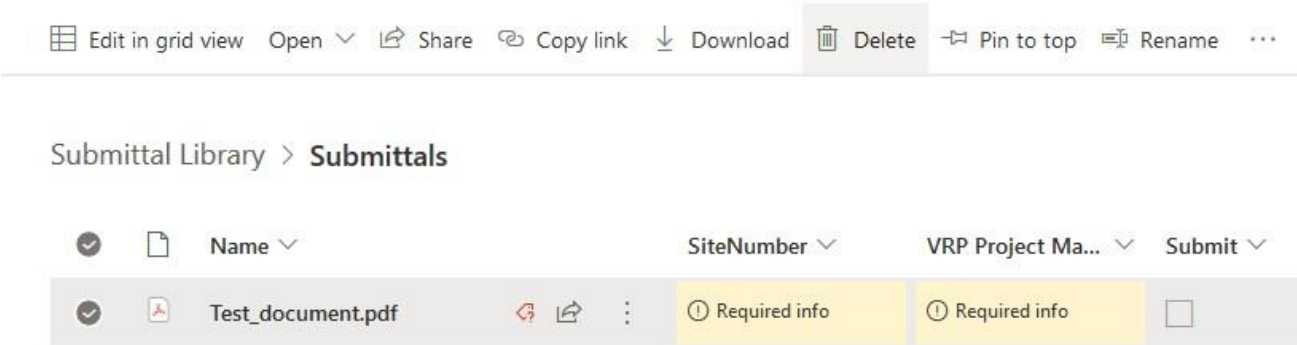 Edit in grid view Open Share Copy link Download Delete Pin to top Rename ...
Submittal Library > Submittals
Name SiteNumber VRP Project Ma... Submit
Test_document.pdf Required info Required info